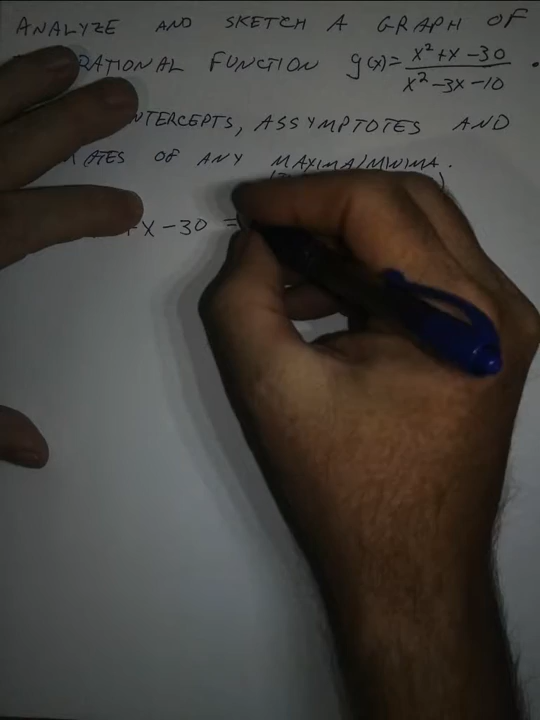 ANALYZE AND SKETCH A GRAPH OF
RATIONAL FUNCTION g(x)= x²+x-30 / x²-3x-10 .
NTERCEPTS, ASSYMPTOTES AND
OF ANY MAXIMA/MINIMA.
+x-30 =